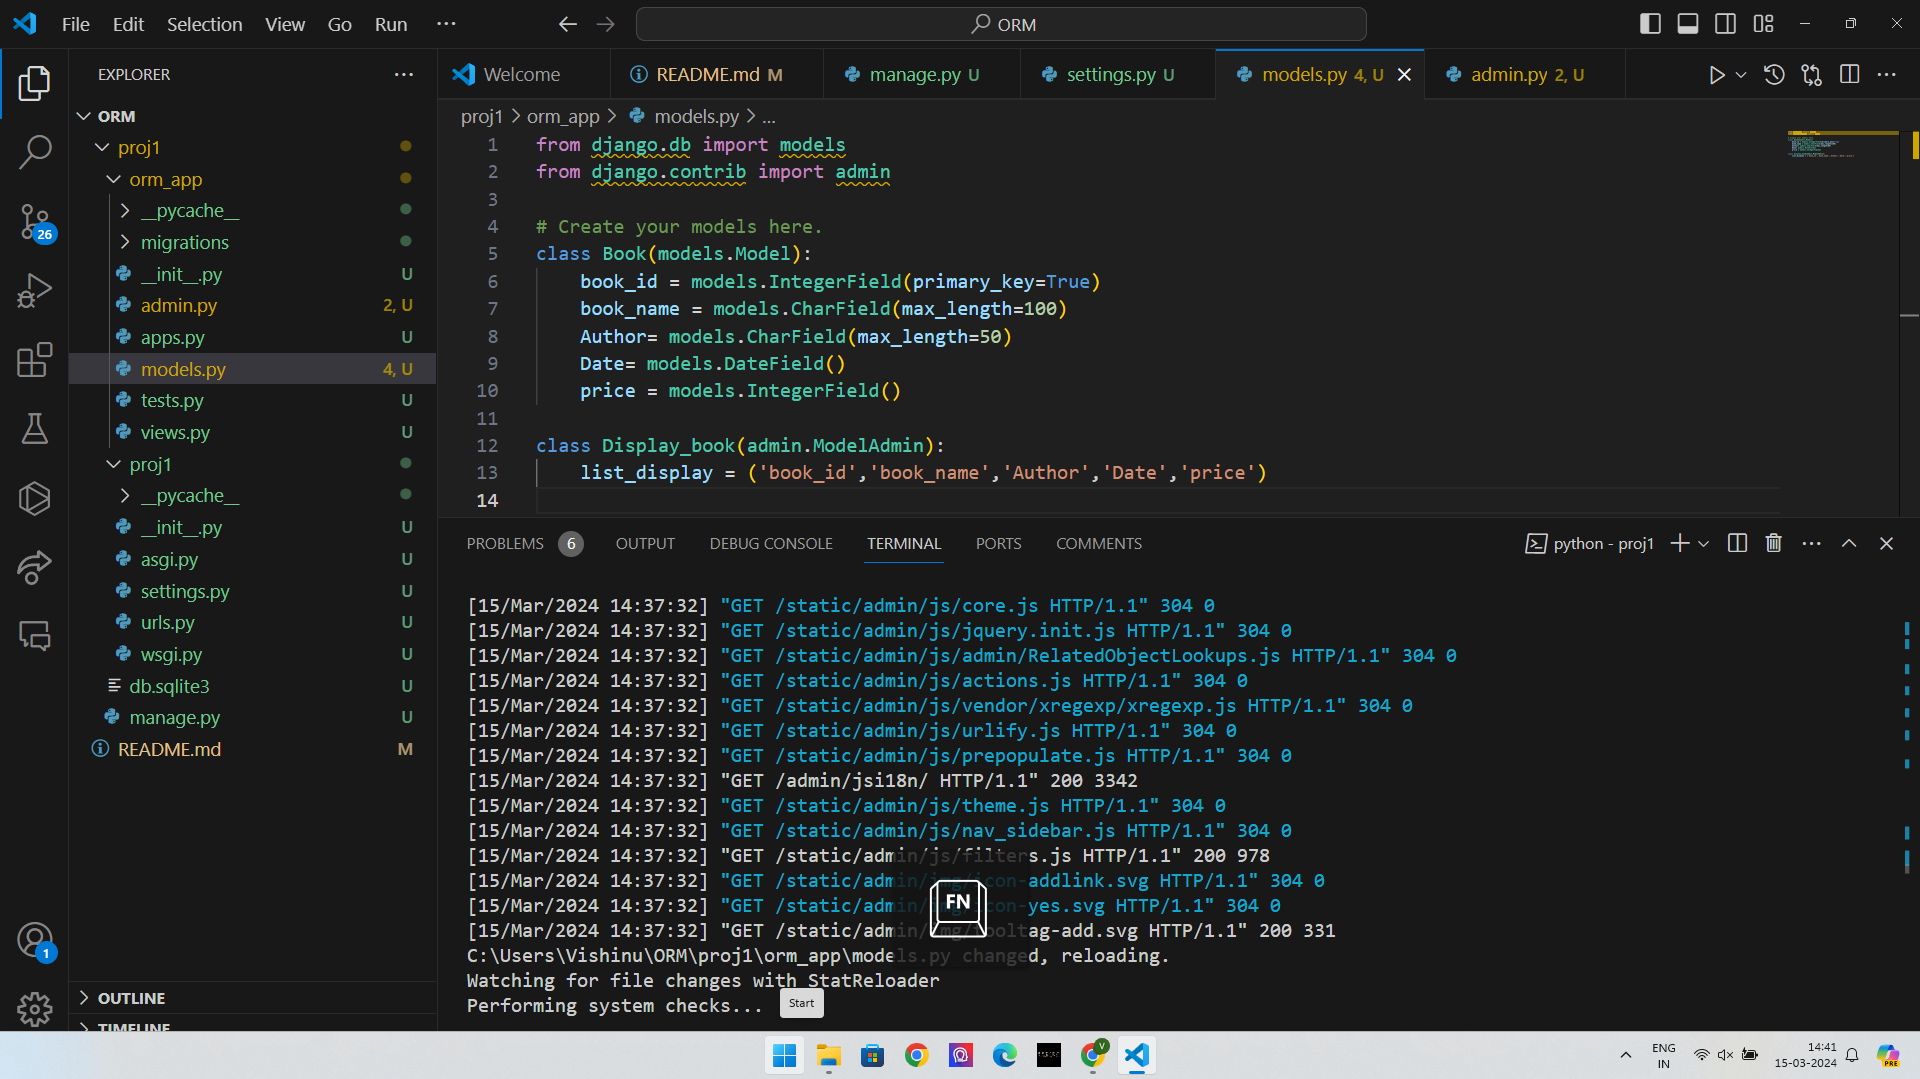 File Edit Selection View Go Run ···
ORM
EXPLORER
Welcome
README.md M
manage.py U
settings.py U
models.py 4, U
admin.py 2, U
proj1 > orm_app > models.py > ...
ORM
proj1
orm_app
__pycache__
migrations
__init__.py U
admin.py 2, U
apps.py U
models.py 4, U
tests.py U
views.py U
proj1
__pycache__
__init__.py U
asgi.py U
settings.py U
urls.py U
wsgi.py U
db.sqlite3 U
manage.py U
README.md M
OUTLINE
TIMELINE
26
1
1 from django.db import models
2 from django.contrib import admin
3
4 # Create your models here.
5 class Book(models.Model):
6 book_id = models.IntegerField(primary_key=True)
7 book_name = models.CharField(max_length=100)
8 Author= models.CharField(max_length=50)
9 Date= models.DateField()
10 price = models.IntegerField()
11
12 class Display_book(admin.ModelAdmin):
13 list_display = ('book_id','book_name','Author','Date','price')
14
PROBLEMS 6 OUTPUT DEBUG CONSOLE TERMINAL PORTS COMMENTS
python - proj1
[15/Mar/2024 14:37:32] "GET /static/admin/js/core.js HTTP/1.1" 304 0
[15/Mar/2024 14:37:32] "GET /static/admin/js/jquery.init.js HTTP/1.1" 304 0
[15/Mar/2024 14:37:32] "GET /static/admin/js/admin/RelatedObjectLookups.js HTTP/1.1" 304 0
[15/Mar/2024 14:37:32] "GET /static/admin/js/actions.js HTTP/1.1" 304 0
[15/Mar/2024 14:37:32] "GET /static/admin/js/vendor/xregexp/xregexp.js HTTP/1.1" 304 0
[15/Mar/2024 14:37:32] "GET /static/admin/js/urlify.js HTTP/1.1" 304 0
[15/Mar/2024 14:37:32] "GET /static/admin/js/prepopulate.js HTTP/1.1" 304 0
[15/Mar/2024 14:37:32] "GET /admin/jsi18n/ HTTP/1.1" 200 3342
[15/Mar/2024 14:37:32] "GET /static/admin/js/theme.js HTTP/1.1" 304 0
[15/Mar/2024 14:37:32] "GET /static/admin/js/nav_sidebar.js HTTP/1.1" 304 0
[15/Mar/2024 14:37:32] "GET /static/admin/js/filters.js HTTP/1.1" 200 978
[15/Mar/2024 14:37:32] "GET /static/admin/img/icon-addlink.svg HTTP/1.1" 304 0
[15/Mar/2024 14:37:32] "GET /static/admin/img/icon-yes.svg HTTP/1.1" 304 0
[15/Mar/2024 14:37:32] "GET /static/admin/img/tooltag-add.svg HTTP/1.1" 200 331
C:\Users\Vishinu\ORM\proj1\orm_app\models.py changed, reloading.
Watching for file changes with StatReloader
Performing system checks...
FN
Start
V
ENG
IN
14:41
15-03-2024
PRE